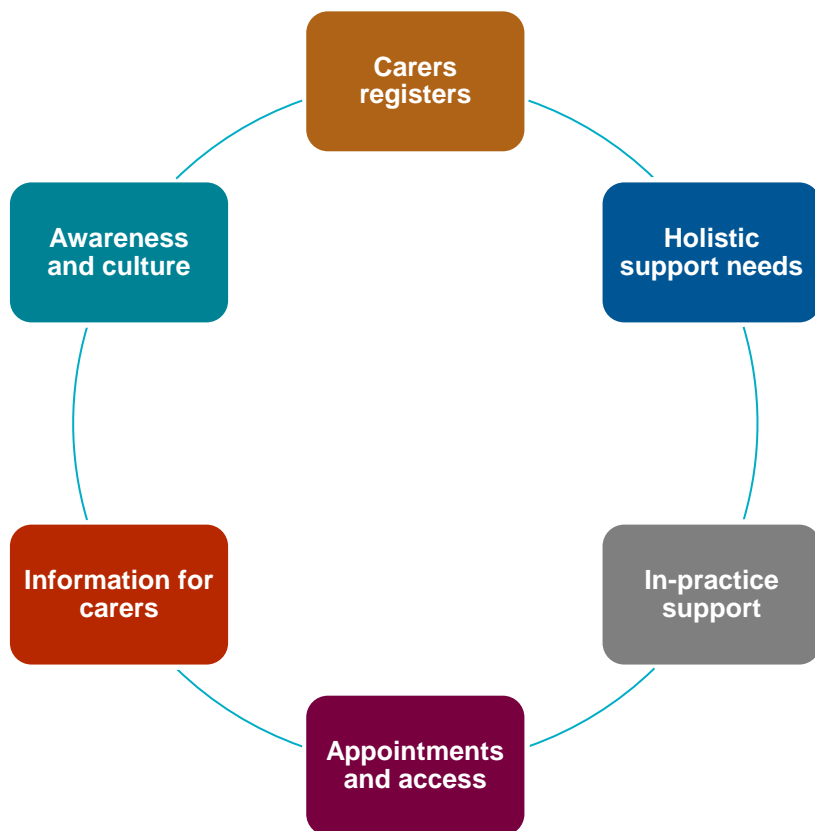 Carers
registers
Holistic
support needs
In-practice
support
Appointments
and access
Information for
carers
Awareness
and culture